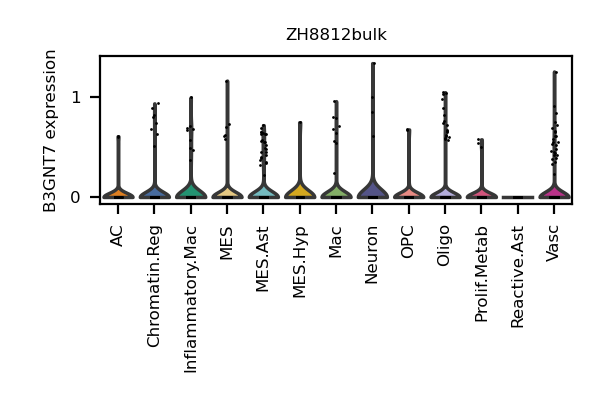 ZH8812bulk
B3GNT7 expression
1
0
AC
Chromatin.Reg
Inflammatory.Mac
MES
MES.Ast
MES.Hyp
Mac
Neuron
OPC
Oligo
Prolif.Metab
Reactive.Ast
Vasc